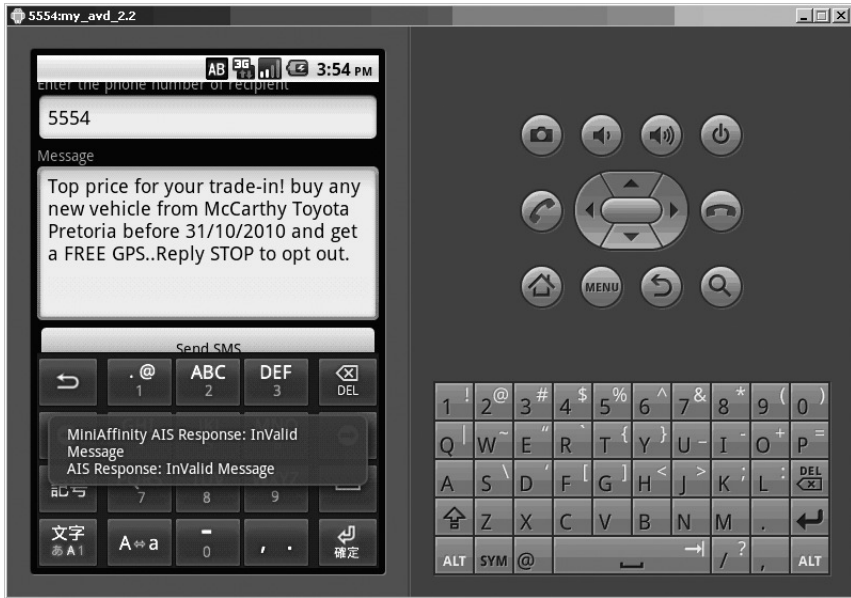 5554:my_avd_2.2
AB 3G 3:54 PM
Enter the phone number of recipient
5554
Message
Top price for your trade-in! buy any
new vehicle from McCarthy Toyota
Pretoria before 31/10/2010 and get
a FREE GPS..Reply STOP to opt out.
Send SMS
. @ ABC DEF
1 2 3 DEL
MiniAffinity AIS Response: InValid
Message
AIS Response: InValid Message
記号 7 8 9
文字 A⇔a - , .
あA1 0 確定
MENU
1 ! 2 @ 3 # 4 $ 5 % 6 ^ 7 & 8 * 9 ( 0 )
Q | W ~ E " R ` T { Y } U - I - O + P =
A S \ D ' F [ G ] H < J > K ; L : DEL
Z X C V B N M .
ALT SYM @ / ? , ALT